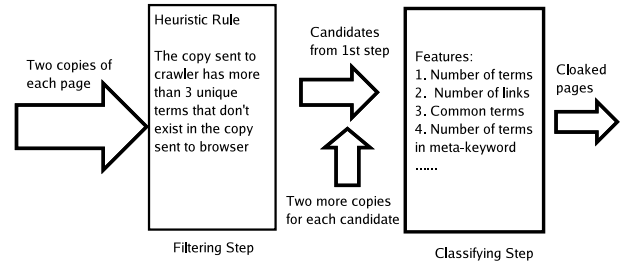 Two copies of
each page
Heuristic Rule
The copy sent to
crawler has more
than 3 unique
terms that don't
exist in the copy
sent to browser
Filtering Step
Candidates
from 1st step
Two more copies
for each candidate
Features:
1. Number of terms
2. Number of links
3. Common terms
4. Number of terms
in meta-keyword
......
Classifying Step
Cloaked
pages